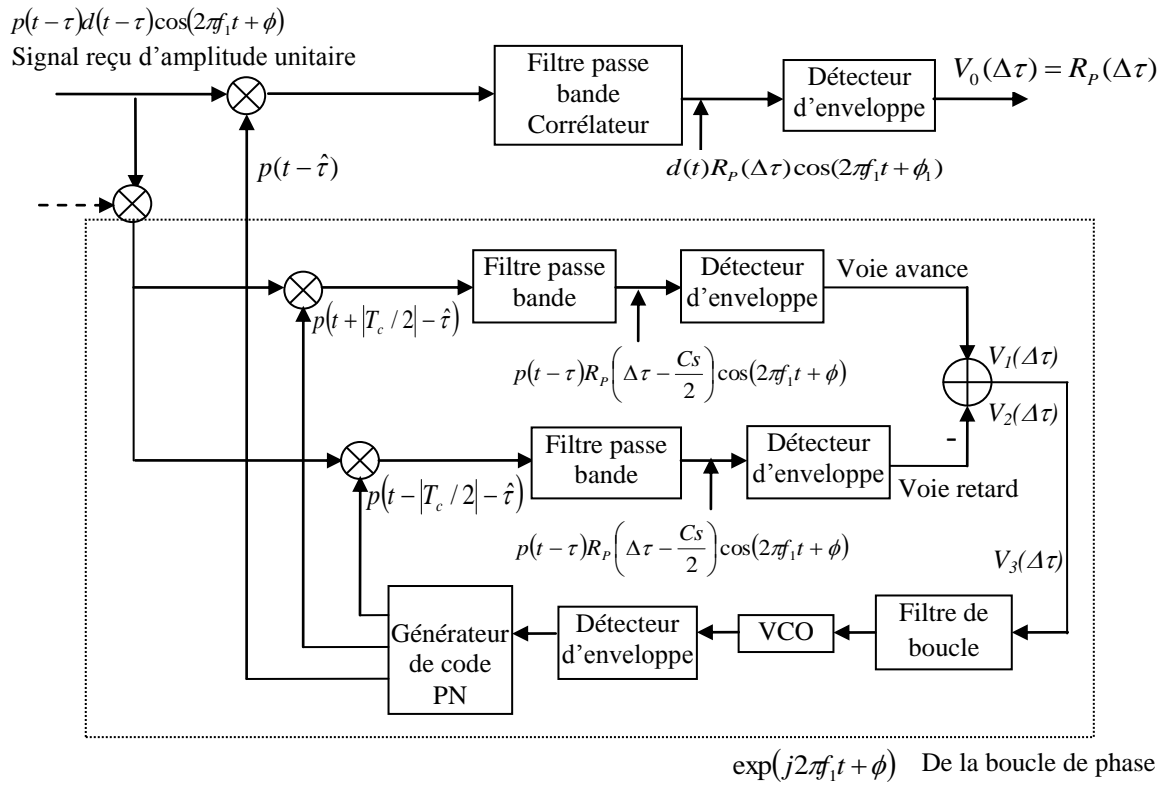 p(t−τ)d(t−τ)cos(2πf₁t+ϕ)
Signal reçu d'amplitude unitaire
Filtre passe
bande
Corrélateur
Détecteur
d'enveloppe
V₀(Δτ) = R_P(Δτ)
p(t−τ̂)
d(t)R_P(Δτ)cos(2πf₁t+ϕ₁)
Filtre passe
bande
Détecteur
d'enveloppe
Voie avance
p(t+|T_c/2|−τ̂)
p(t−τ)R_P(Δτ−Cs/2)cos(2πf₁t+ϕ)
V₁(Δτ)
V₂(Δτ)
-
Filtre passe
bande
Détecteur
d'enveloppe
Voie retard
p(t−|T_c/2|−τ̂)
p(t−τ)R_P(Δτ−Cs/2)cos(2πf₁t+ϕ)
V₃(Δτ)
Générateur
de code
PN
Détecteur
d'enveloppe
VCO
Filtre de
boucle
exp(j2πf₁t+ϕ) De la boucle de phase